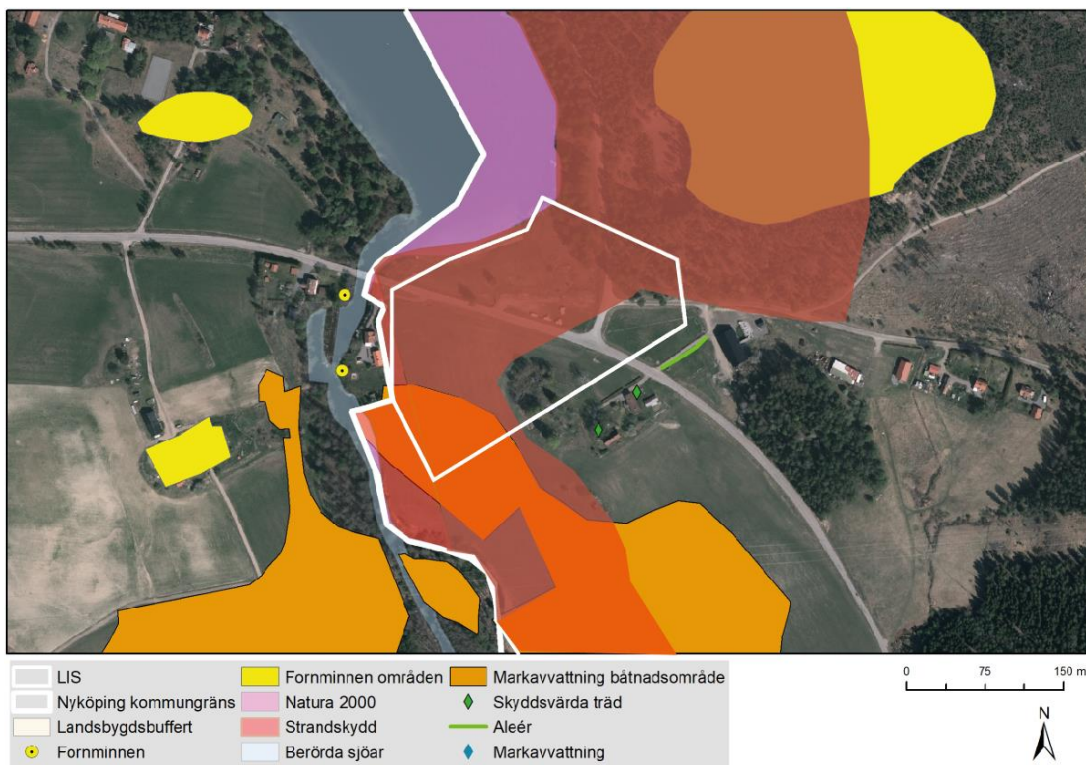 LIS
Nyköping kommungräns
Landsbygdsbuffert
Fornminnen
Fornminnen områden
Natura 2000
Strandskydd
Berörda sjöar
Markavvattning båtnadsområde
Skyddsvärda träd
Aleér
Markavvattning
0 75 150 m
N